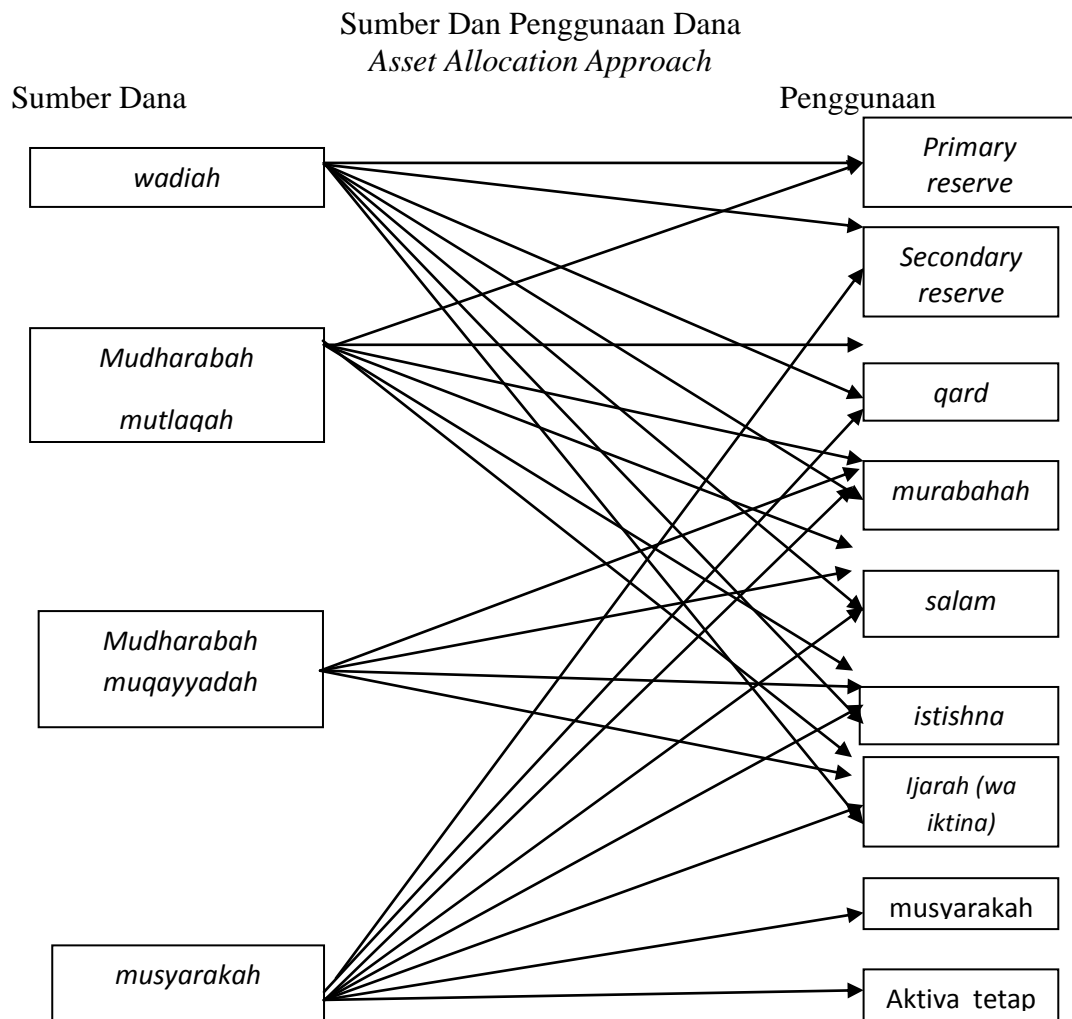 Sumber Dan Penggunaan Dana
Asset Allocation Approach
Sumber Dana
Penggunaan
wadiah
Mudharabah
mutlaqah
Mudharabah
muqayyadah
musyarakah
Primary
reserve
Secondary
reserve
qard
murabahah
salam
istishna
Ijarah (wa
iktina)
musyarakah
Aktiva tetap